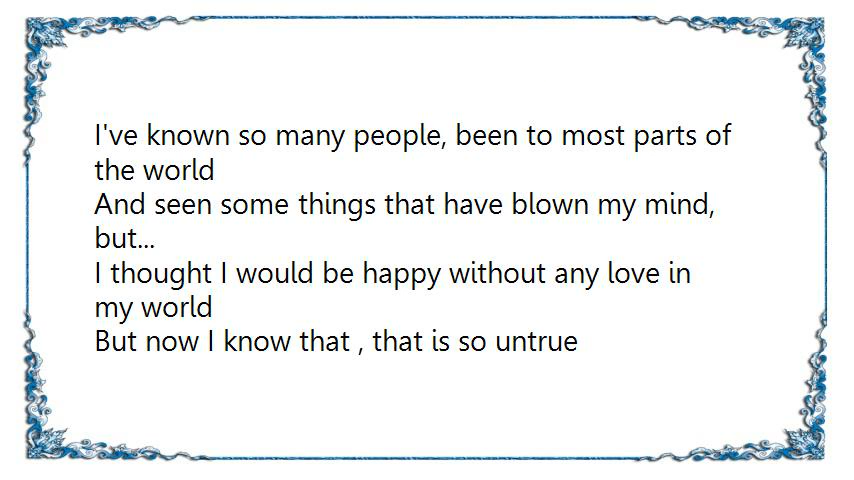 I've known so many people, been to most parts of
the world
And seen some things that have blown my mind,
but...
I thought I would be happy without any love in
my world
But now I know that , that is so untrue